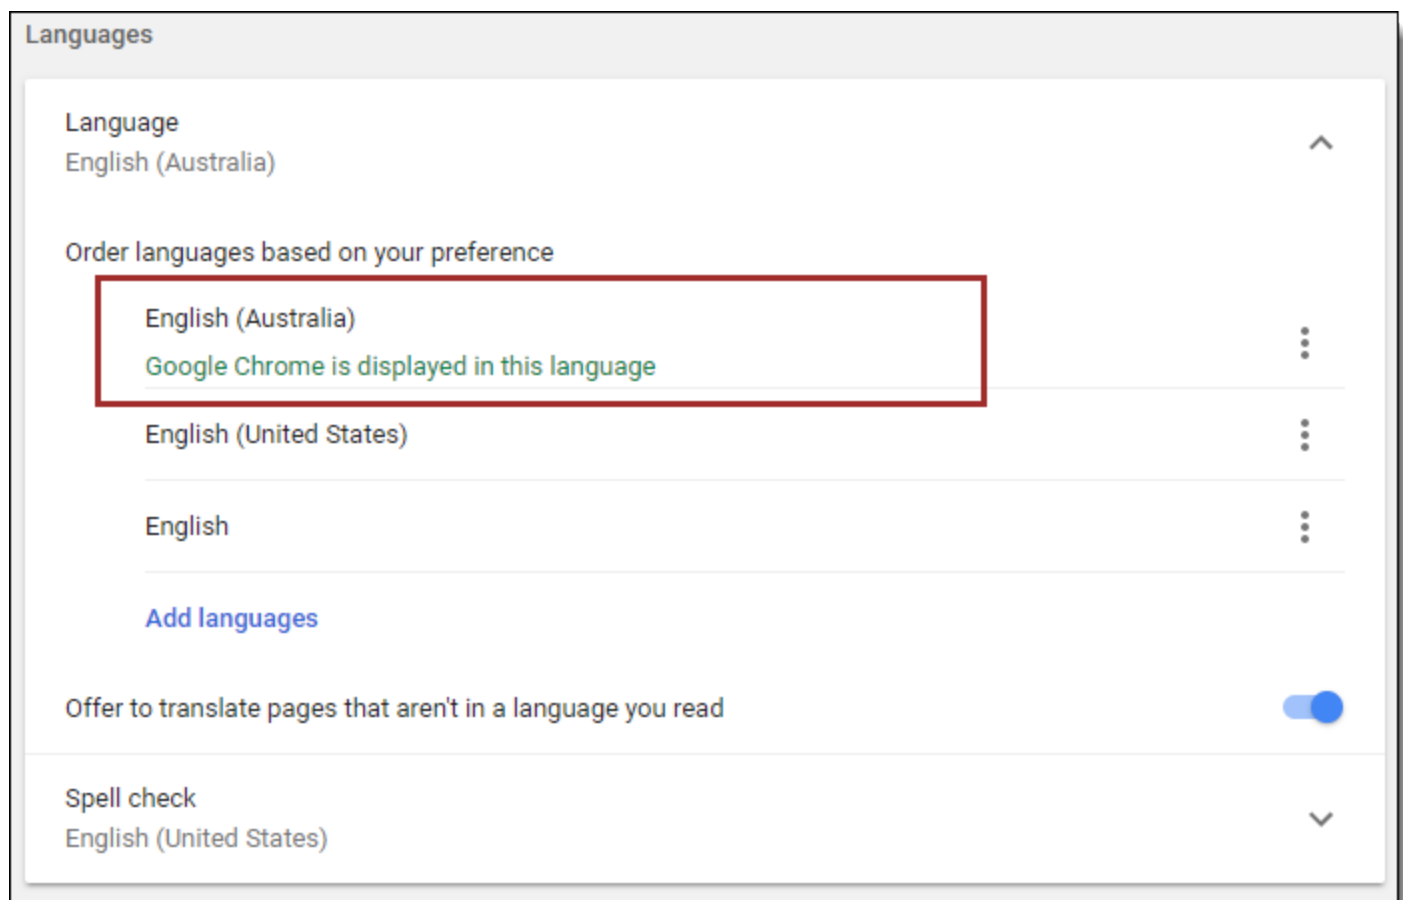 Languages
Language
English (Australia)
Order languages based on your preference
English (Australia)
Google Chrome is displayed in this language
English (United States)
English
Add languages
Offer to translate pages that aren't in a language you read
Spell check
English (United States)